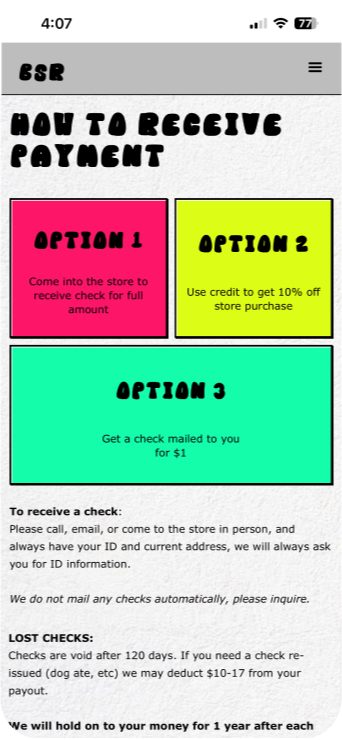 4:07
77
BSR
HOW TO RECEIVE
PAYMENT
OPTION 1
Come into the store to
receive check for full
amount
OPTION 2
Use credit to get 10% off
store purchase
OPTION 3
Get a check mailed to you
for $1
To receive a check:
Please call, email, or come to the store in person, and
always have your ID and current address, we will always ask
you for ID information.
We do not mail any checks automatically, please inquire.
LOST CHECKS:
Checks are void after 120 days. If you need a check re-
issued (dog ate, etc) we may deduct $10-17 from your
payout.
We will hold on to your money for 1 year after each